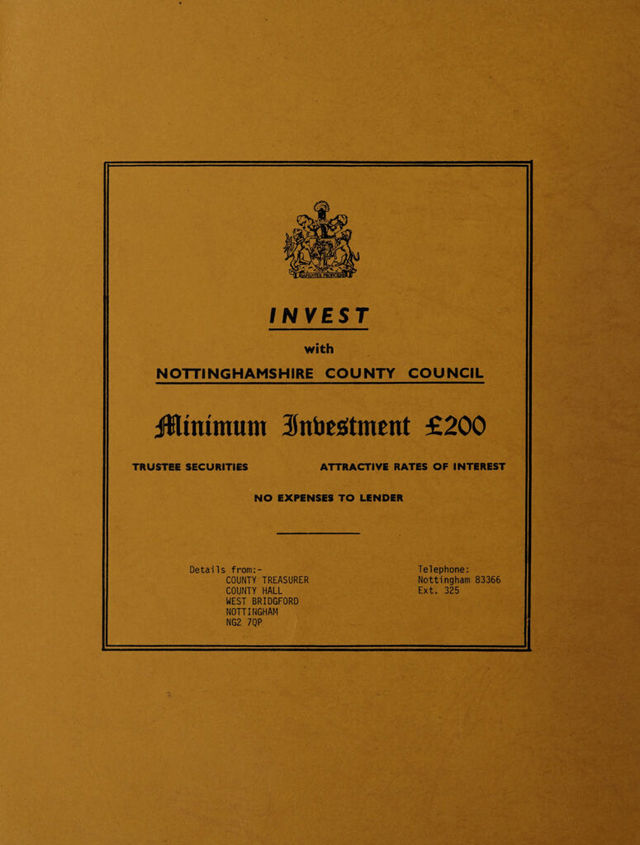 INVEST
with
NOTTINGHAMSHIRE COUNTY COUNCIL
Minimum Investment £200
TRUSTEE SECURITIES ATTRACTIVE RATES OF INTEREST
NO EXPENSES TO LENDER
Details from:- Telephone:
COUNTY TREASURER Nottingham 83366
COUNTY HALL Ext. 325
WEST BRIDGFORD
NOTTINGHAM
NG2 7QP